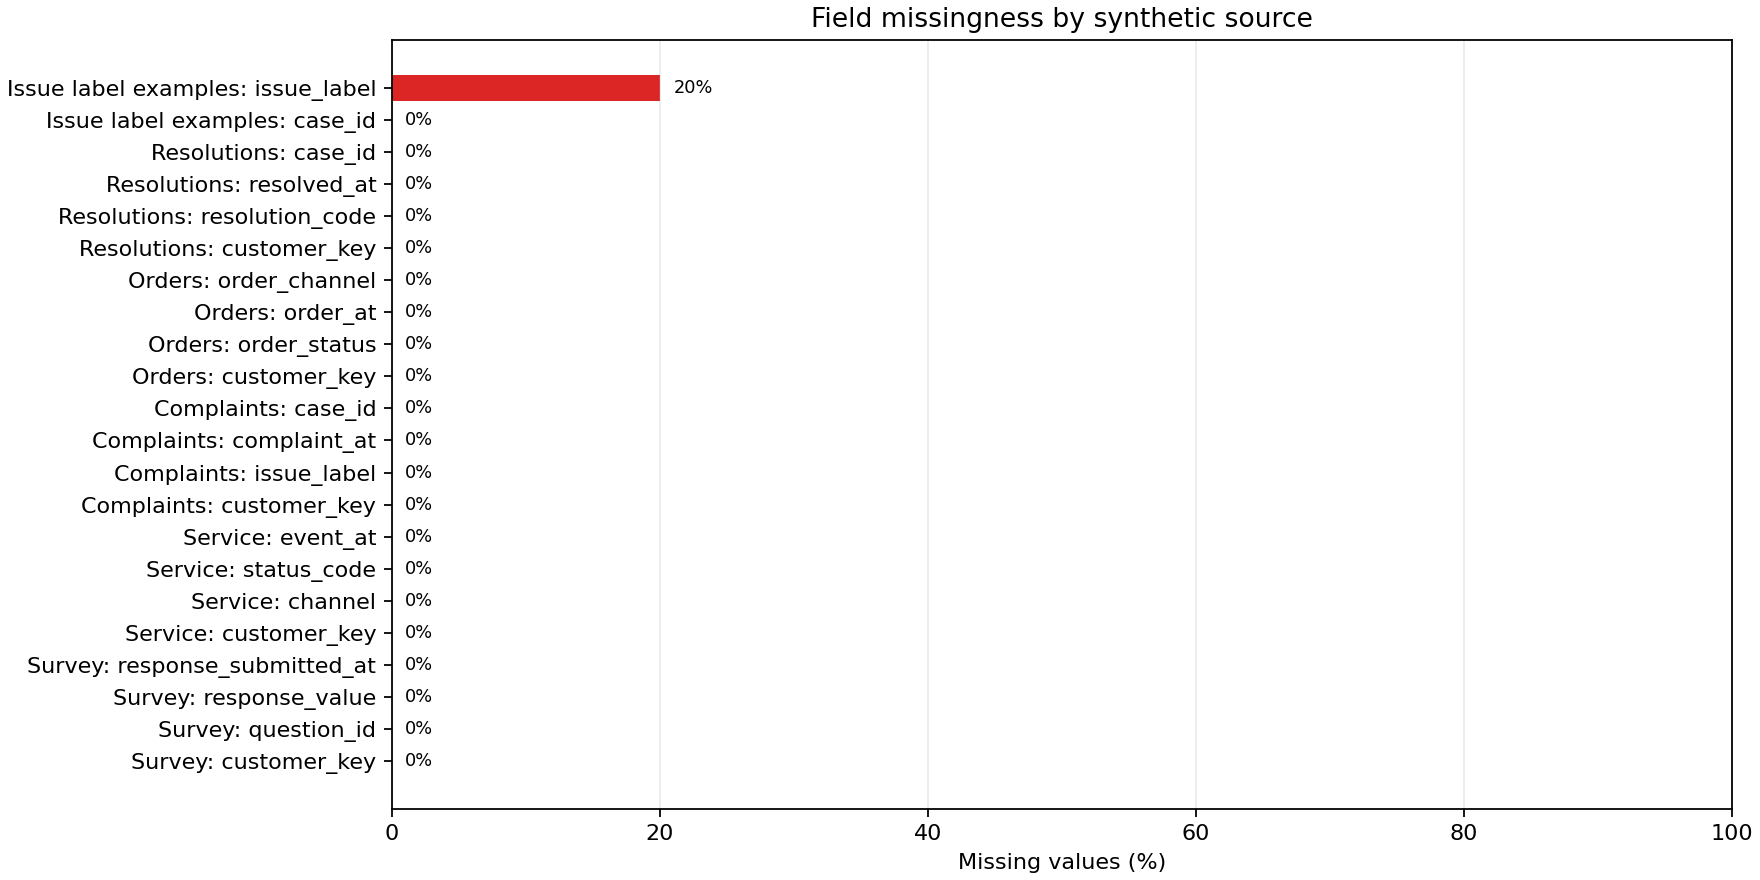 Field missingness by synthetic source
Issue label examples: issue_label 20%
Issue label examples: case_id 0%
Resolutions: case_id 0%
Resolutions: resolved_at 0%
Resolutions: resolution_code 0%
Resolutions: customer_key 0%
Orders: order_channel 0%
Orders: order_at 0%
Orders: order_status 0%
Orders: customer_key 0%
Complaints: case_id 0%
Complaints: complaint_at 0%
Complaints: issue_label 0%
Complaints: customer_key 0%
Service: event_at 0%
Service: status_code 0%
Service: channel 0%
Service: customer_key 0%
Survey: response_submitted_at 0%
Survey: response_value 0%
Survey: question_id 0%
Survey: customer_key 0%
0 20 40 60 80 100
Missing values (%)